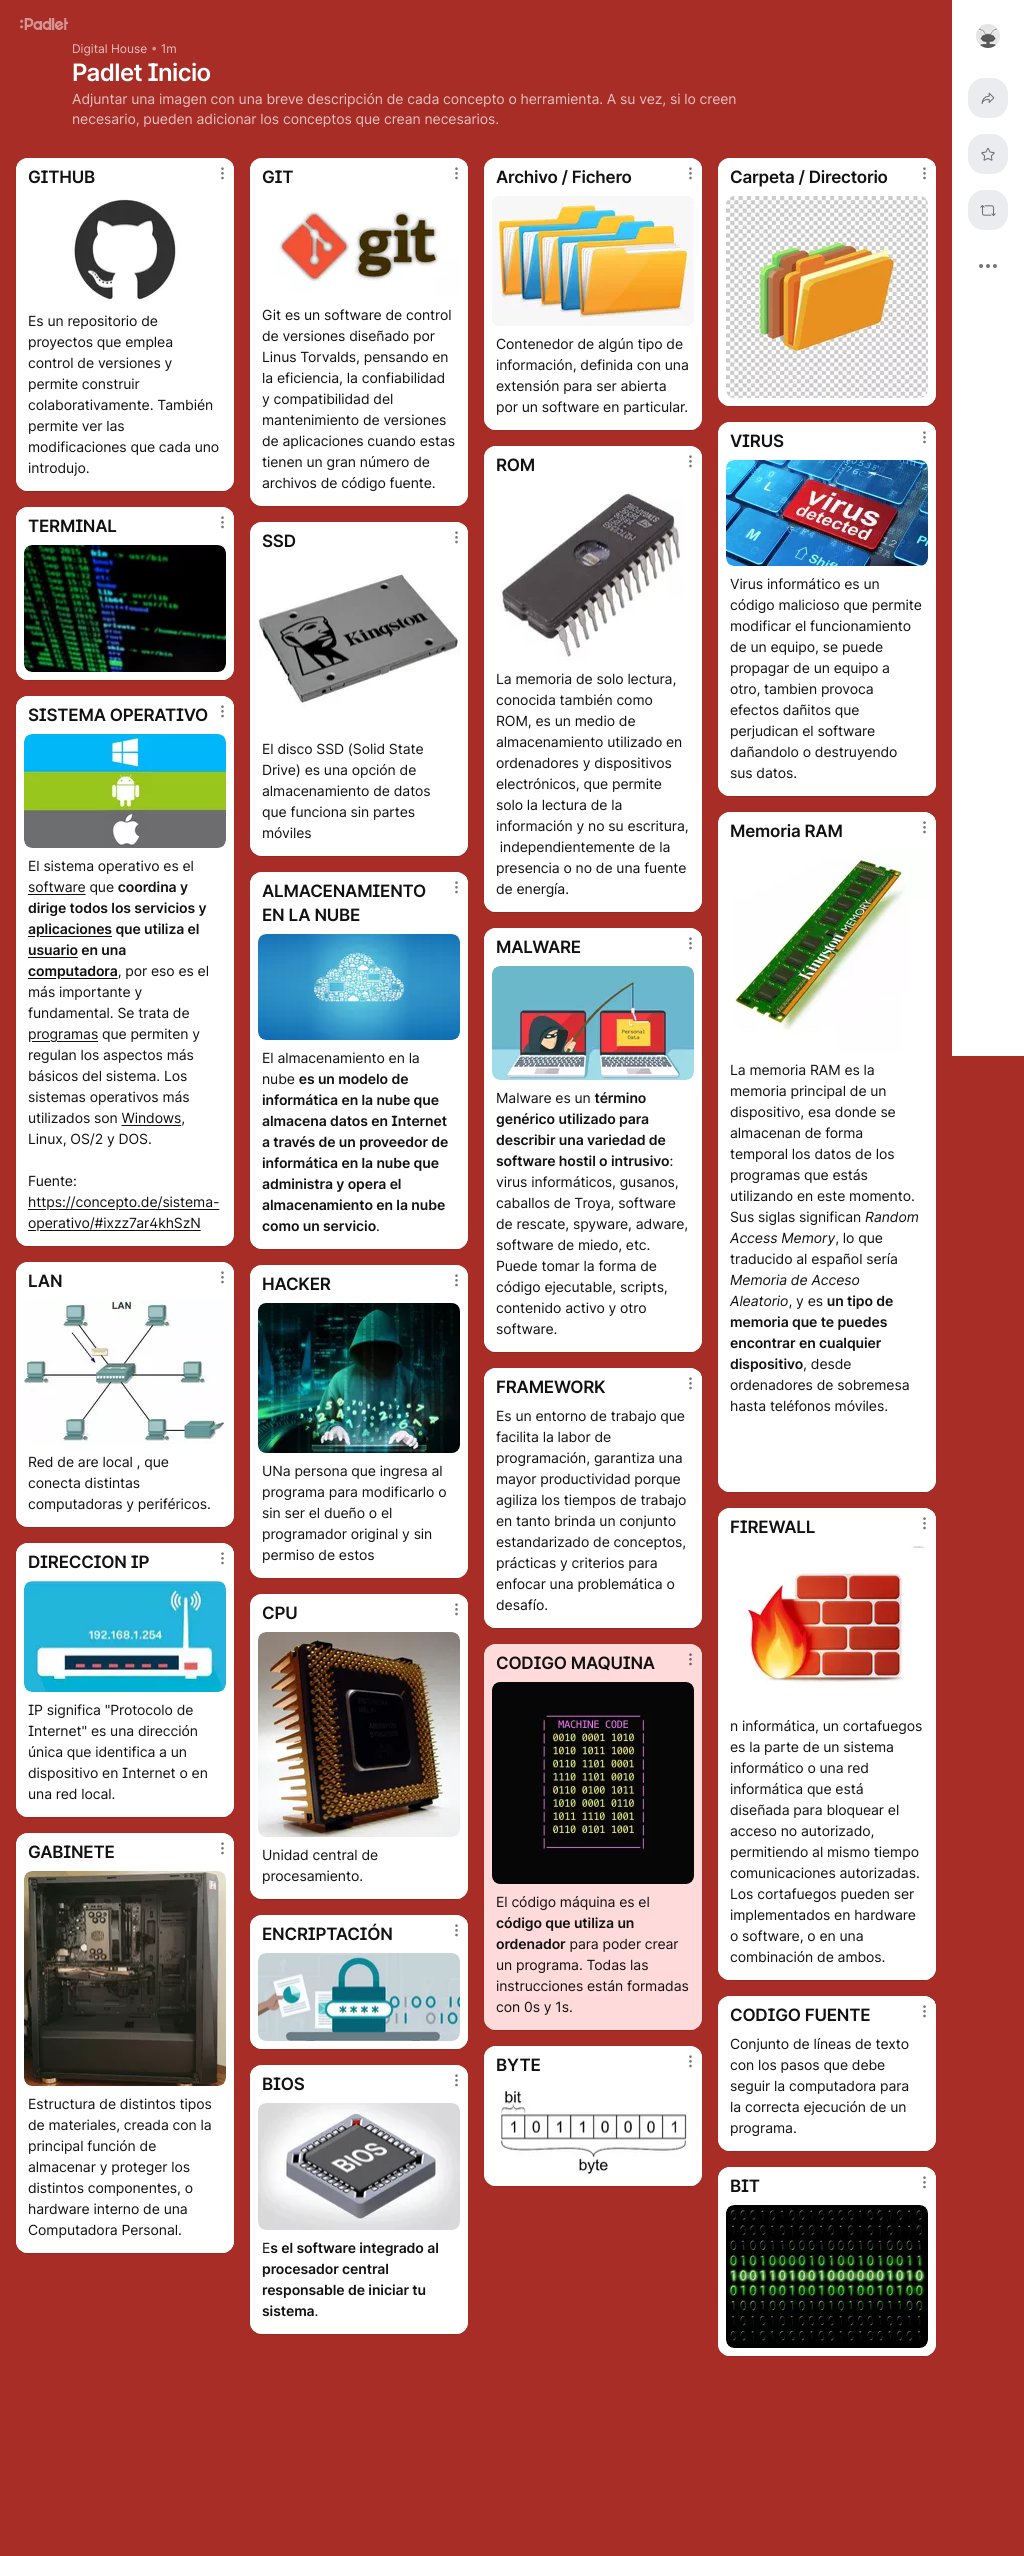 :Padlet
Digital House • 1m
Padlet Inicio
Adjuntar una imagen con una breve descripción de cada concepto o herramienta. A su vez, si lo creen
necesario, pueden adicionar los conceptos que crean necesarios.
GITHUB
Es un repositorio de
proyectos que emplea
control de versiones y
permite construir
colaborativamente. También
permite ver las
modificaciones que cada uno
introdujo.
TERMINAL
SISTEMA OPERATIVO
El sistema operativo es el
software que coordina y
dirige todos los servicios y
aplicaciones que utiliza el
usuario en una
computadora, por eso es el
más importante y
fundamental. Se trata de
programas que permiten y
regulan los aspectos más
básicos del sistema. Los
sistemas operativos más
utilizados son Windows,
Linux, OS/2 y DOS.
Fuente:
https://concepto.de/sistema-
operativo/#ixzz7ar4khSzN
LAN
LAN
Red de are local , que
conecta distintas
computadoras y periféricos.
DIRECCION IP
192.168.1.254
IP significa "Protocolo de
Internet" es una dirección
única que identifica a un
dispositivo en Internet o en
una red local.
GABINETE
Estructura de distintos tipos
de materiales, creada con la
principal función de
almacenar y proteger los
distintos componentes, o
hardware interno de una
Computadora Personal.
GIT
git
Git es un software de control
de versiones diseñado por
Linus Torvalds, pensando en
la eficiencia, la confiabilidad
y compatibilidad del
mantenimiento de versiones
de aplicaciones cuando estas
tienen un gran número de
archivos de código fuente.
SSD
Kingston
El disco SSD (Solid State
Drive) es una opción de
almacenamiento de datos
que funciona sin partes
móviles
ALMACENAMIENTO
EN LA NUBE
El almacenamiento en la
nube es un modelo de
informática en la nube que
almacena datos en Internet
a través de un proveedor de
informática en la nube que
administra y opera el
almacenamiento en la nube
como un servicio.
HACKER
UNa persona que ingresa al
programa para modificarlo o
sin ser el dueño o el
programador original y sin
permiso de estos
CPU
Unidad central de
procesamiento.
ENCRIPTACIÓN
****
BIOS
BIOS
Es el software integrado al
procesador central
responsable de iniciar tu
sistema.
Archivo / Fichero
Contenedor de algún tipo de
información, definida con una
extensión para ser abierta
por un software en particular.
ROM
La memoria de solo lectura,
conocida también como
ROM, es un medio de
almacenamiento utilizado en
ordenadores y dispositivos
electrónicos, que permite
solo la lectura de la
información y no su escritura,
independientemente de la
presencia o no de una fuente
de energía.
MALWARE
Personal
Data
Malware es un término
genérico utilizado para
describir una variedad de
software hostil o intrusivo:
virus informáticos, gusanos,
caballos de Troya, software
de rescate, spyware, adware,
software de miedo, etc.
Puede tomar la forma de
código ejecutable, scripts,
contenido activo y otro
software.
FRAMEWORK
Es un entorno de trabajo que
facilita la labor de
programación, garantiza una
mayor productividad porque
agiliza los tiempos de trabajo
en tanto brinda un conjunto
estandarizado de conceptos,
prácticas y criterios para
enfocar una problemática o
desafío.
CODIGO MAQUINA
MACHINE CODE
0010 0001 1010
1010 1011 1000
0110 1101 0001
1110 1101 0010
0110 0100 1011
1010 0001 0110
1011 1110 1001
0110 0101 1001
El código máquina es el
código que utiliza un
ordenador para poder crear
un programa. Todas las
instrucciones están formadas
con 0s y 1s.
BYTE
bit
1 0 1 1 0 0 0 1
byte
Carpeta / Directorio
VIRUS
virus
detected
Virus informático es un
código malicioso que permite
modificar el funcionamiento
de un equipo, se puede
propagar de un equipo a
otro, tambien provoca
efectos dañitos que
perjudican el software
dañandolo o destruyendo
sus datos.
Memoria RAM
Kingston MEMORY
La memoria RAM es la
memoria principal de un
dispositivo, esa donde se
almacenan de forma
temporal los datos de los
programas que estás
utilizando en este momento.
Sus siglas significan Random
Access Memory, lo que
traducido al español sería
Memoria de Acceso
Aleatorio, y es un tipo de
memoria que te puedes
encontrar en cualquier
dispositivo, desde
ordenadores de sobremesa
hasta teléfonos móviles.
FIREWALL
n informática, un cortafuegos
es la parte de un sistema
informático o una red
informática que está
diseñada para bloquear el
acceso no autorizado,
permitiendo al mismo tiempo
comunicaciones autorizadas.
Los cortafuegos pueden ser
implementados en hardware
o software, o en una
combinación de ambos.
CODIGO FUENTE
Conjunto de líneas de texto
con los pasos que debe
seguir la computadora para
la correcta ejecución de un
programa.
BIT